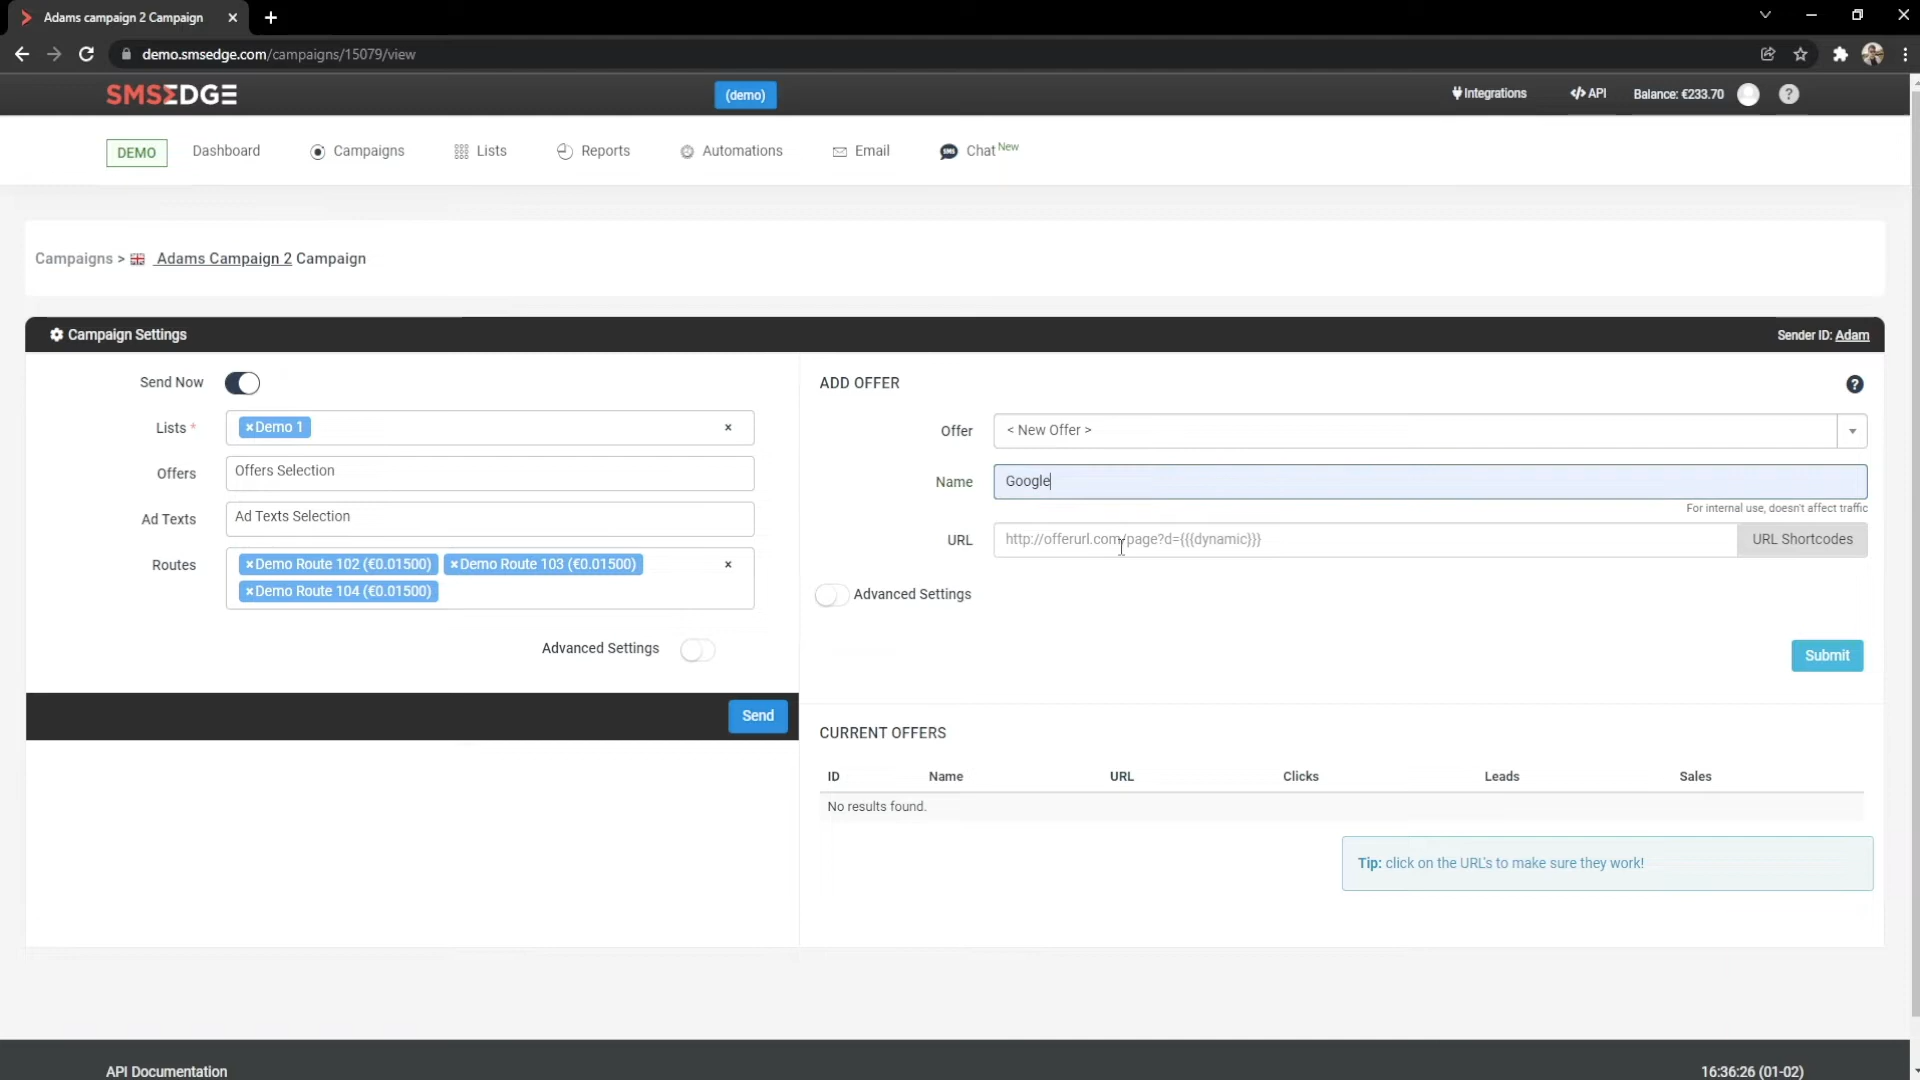 Adams campaign 2 Campaign
demo.smsedge.com/campaigns/15079/view
SMSEDGE
(demo)
Integrations
</> API
Balance: €233.70
?
DEMO
Dashboard
Campaigns
Lists
Reports
Automations
Email
Chat New
Campaigns > Adams Campaign 2 Campaign
Campaign Settings
Sender ID: Adam
Send Now
Lists *
×Demo 1
×
Offers
Offers Selection
Ad Texts
Ad Texts Selection
Routes
×Demo Route 102 (€0.01500) ×Demo Route 103 (€0.01500)
×
×Demo Route 104 (€0.01500)
Advanced Settings
Send
ADD OFFER
?
Offer
< New Offer >
Name
Google
For internal use, doesn't affect traffic
URL
http://offerurl.com/page?d={{{dynamic}}}
URL Shortcodes
Advanced Settings
Submit
CURRENT OFFERS
ID Name URL Clicks Leads Sales
No results found.
Tip: click on the URL's to make sure they work!
API Documentation
16:36:26 (01-02)